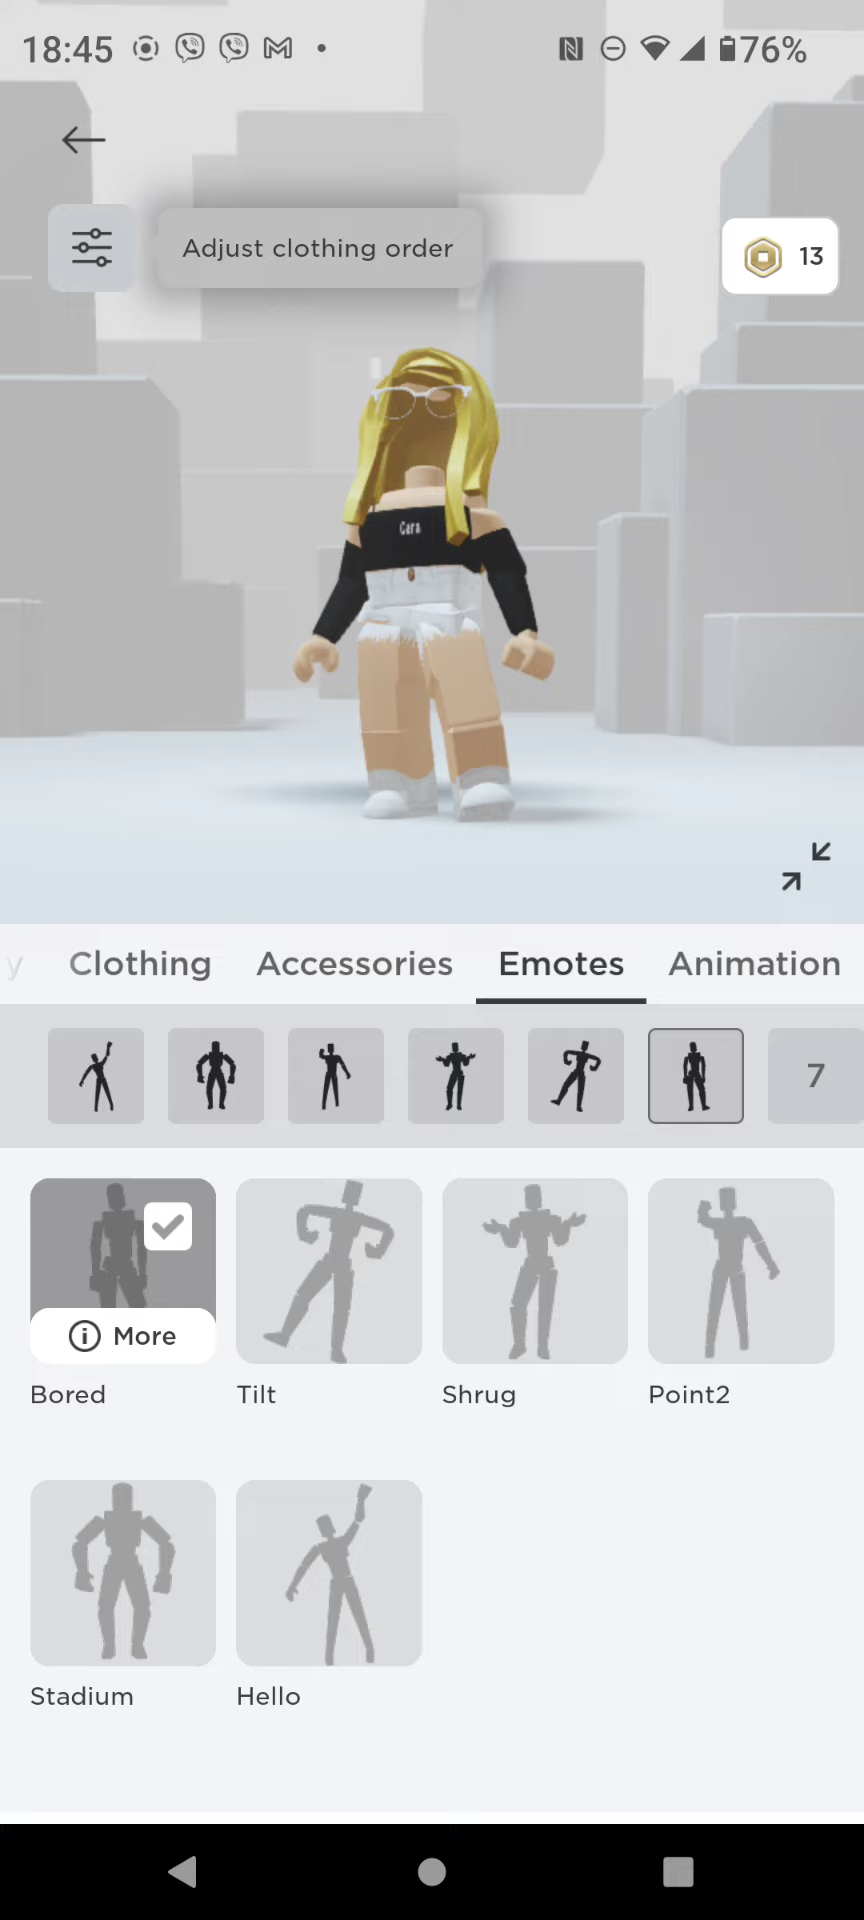 18:45
76%
Adjust clothing order
13
Cara
y Clothing Accessories Emotes Animation
7
More
Bored Tilt Shrug Point2
Stadium Hello